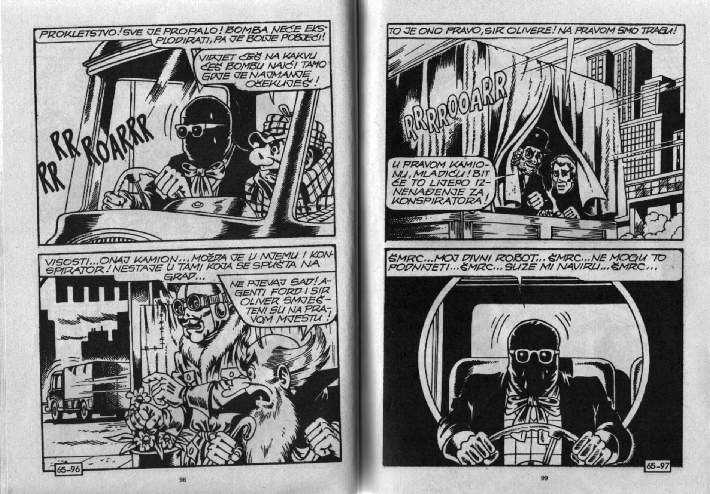 PROKLETSTVO! SVE JE PROPALO! BOMBA NEĆE EKS-
PLODIRATI, PA JE BOLJE POBJEĆI!
VIDJET ĆEŠ NA KAKVU
ĆEŠ BOMBU NAIĆI TAMO
GDJE JE NAJMANJE
OČEKUJEŠ!
RR
RR
RR
ROARRR
VISOSTI...ONAJ KAMION...MOŽDA JE U NJEMU I KON-
SPIRATOR! NESTAJE U TAMI KOJA SE SPUŠTA NA
GRAD...
NE PJEVAJ SAD! A-
GENTI FORD I SIR
OLIVER SMJEŠ-
TENI SU NA PRA-
VOM MJESTU!
65-96
98
TO JE ONO PRAVO, SIR OLIVERE! NA PRAVOM SMO TRAGU!
RRRRROOARR
U PRAVOM KAMIO-
NU, MLADIĆU! BIT
ĆE TO LIJEPO IZ-
NENAĐENJE ZA
KONSPIRATORA!
ŠMRC...MOJ DIVNI ROBOT...ŠMRC...NE MOGU TO
PODNIJETI...ŠMRC...SUZE MI NAVIRU...ŠMRC...
65-97
99